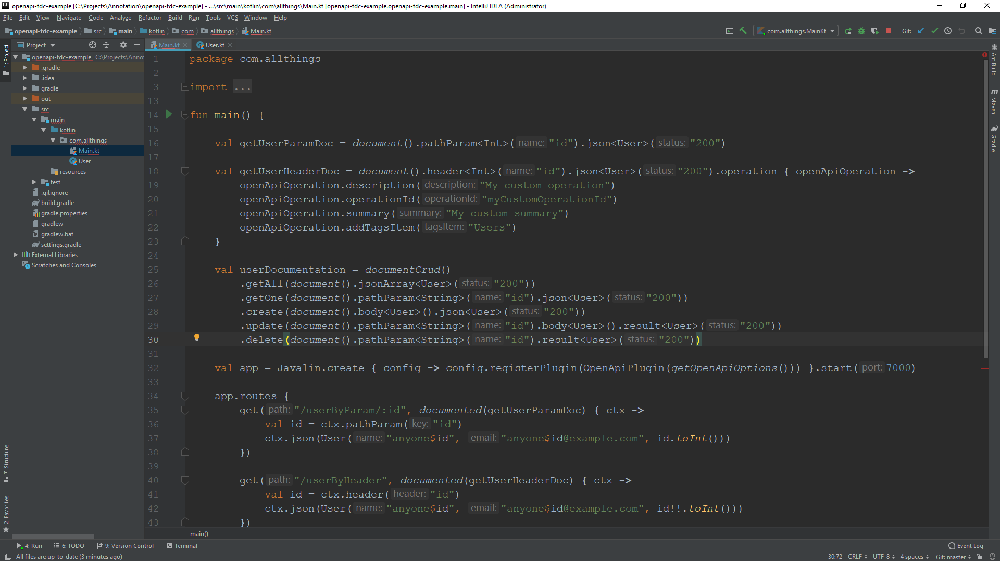 openapi-tdc-example [C:\Projects\Annotation\openapi-tdc-example] - ...\src\main\kotlin\com\allthings\Main.kt [openapi-tdc-example.openapi-tdc-example.main] - IntelliJ IDEA (Administrator)
File Edit View Navigate Code Analyze Refactor Build Run Tools VCS Window Help
openapi-tdc-example src main kotlin com allthings Main.kt com.allthings.MainKt Git:
Project Main.kt User.kt
1: Project
openapi-tdc-example C:\Projects\Annot
.gradle
.idea
gradle
out
src
main
kotlin
com.allthings
Main.kt
User
resources
test
.gitignore
build.gradle
gradle.properties
gradlew
gradlew.bat
settings.gradle
External Libraries
Scratches and Consoles
7: Structure
2: Favorites
1 package com.allthings
2
3 import ...
13
14 fun main() {
15
16 val getUserParamDoc = document().pathParam<Int>( name: "id").json<User>( status: "200")
17
18 val getUserHeaderDoc = document().header<Int>( name: "id").json<User>( status: "200").operation { openApiOperation ->
19 openApiOperation.description( description: "My custom operation")
20 openApiOperation.operationId( operationId: "myCustomOperationId")
21 openApiOperation.summary( summary: "My custom summary")
22 openApiOperation.addTagsItem( tagsItem: "Users")
23 }
24
25 val userDocumentation = documentCrud()
26 .getAll(document().jsonArray<User>( status: "200"))
27 .getOne(document().pathParam<String>( name: "id").json<User>( status: "200"))
28 .create(document().body<User>().json<User>( status: "200"))
29 .update(document().pathParam<String>( name: "id").body<User>().result<User>( status: "200"))
30 .delete(document().pathParam<String>( name: "id").result<User>( status: "200"))
31
32 val app = Javalin.create { config -> config.registerPlugin(OpenApiPlugin(getOpenApiOptions())) }.start( port: 7000)
33
34 app.routes {
35 get( path: "/userByParam/:id", documented(getUserParamDoc) { ctx ->
36 val id = ctx.pathParam( key: "id")
37 ctx.json(User( name: "anyone$id", email: "anyone$id@example.com", id.toInt()))
38 })
39
40 get( path: "/userByHeader", documented(getUserHeaderDoc) { ctx ->
41 val id = ctx.header( header: "id")
42 ctx.json(User( name: "anyone$id", email: "anyone$id@example.com", id!!.toInt()))
43 })
main()
Ant Build
m Maven
Gradle
4: Run 6: TODO 9: Version Control Terminal Event Log
All files are up-to-date (3 minutes ago) 30:72 CRLF UTF-8 4 spaces Git: master